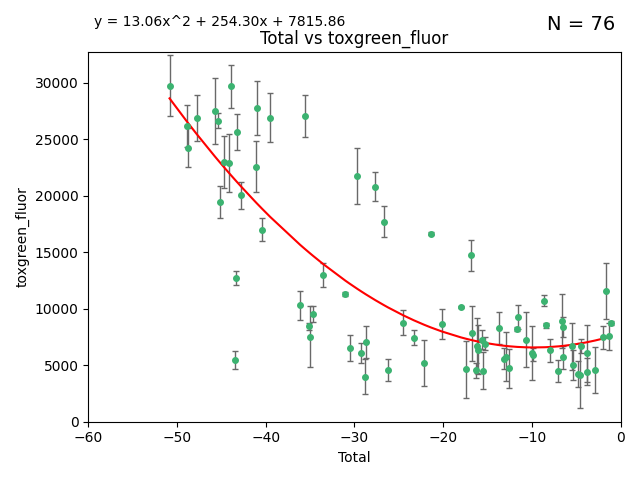 y = 13.06x^2 + 254.30x + 7815.86
N = 76
Total vs toxgreen_fluor
30000
25000
20000
15000
10000
5000
0
toxgreen_fluor
−60
−50
−40
−30
−20
−10
0
Total